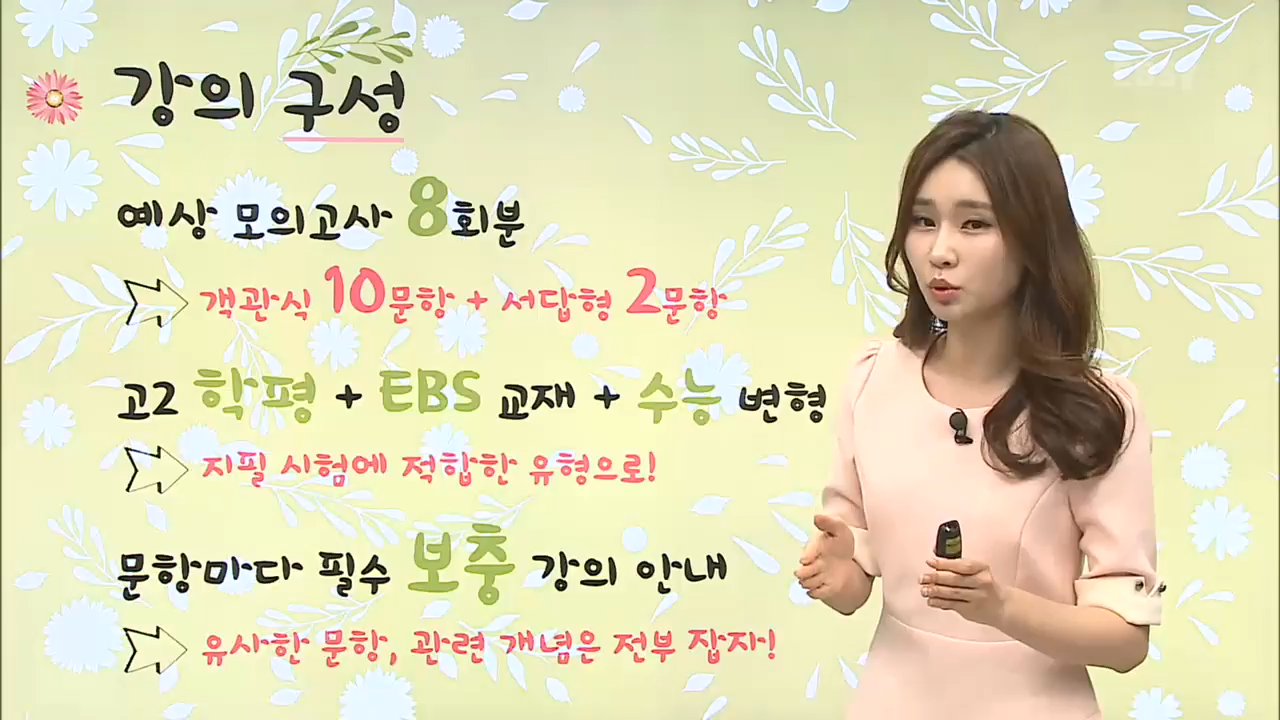 강의 구성
예상 모의고사 8회분
객관식 10문항 + 서답형 2문항
고2 학평 + EBS 교재 + 수능 변형
지필 시험에 적합한 유형으로!
문항마다 필수 보충 강의 안내
유사한 문항, 관련 개념은 전부 잡자!